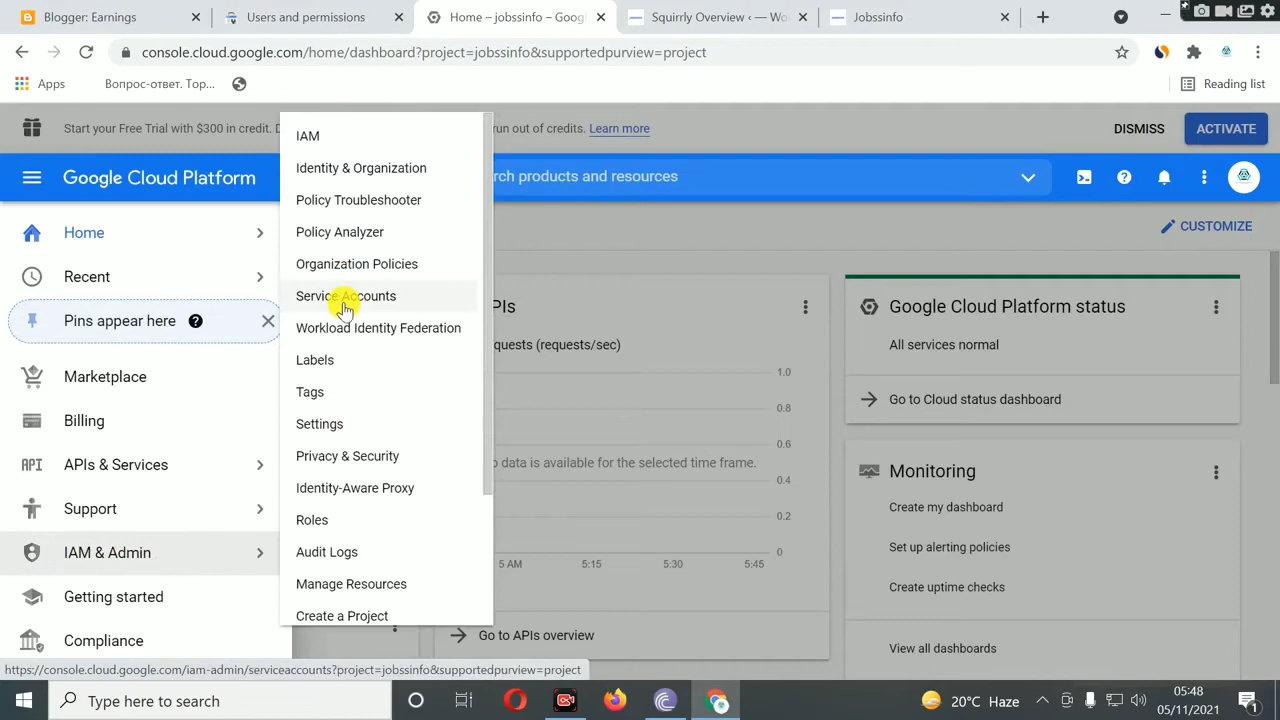 Blogger: Earnings
Users and permissions
Home – jobssinfo – Goog
Squirrly Overview ‹ — Wo
Jobssinfo
console.cloud.google.com/home/dashboard?project=jobssinfo&supportedpurview=project
Apps
Вопрос-ответ. Тор...
Reading list
Start your Free Trial with $300 in credit. D
run out of credits. Learn more
DISMISS
ACTIVATE
Google Cloud Platform
rch products and resources
CUSTOMIZE
Home
Recent
Pins appear here
Marketplace
Billing
API
APIs & Services
Support
IAM & Admin
Getting started
Compliance
IAM
Identity & Organization
Policy Troubleshooter
Policy Analyzer
Organization Policies
Service Accounts
Workload Identity Federation
Labels
Tags
Settings
Privacy & Security
Identity-Aware Proxy
Roles
Audit Logs
Manage Resources
Create a Project
PIs
quests (requests/sec)
1.0
0.8
0.6
o data is available for the selected time frame.
0.4
0.2
0
5 AM
5:15
5:30
5:45
Go to APIs overview
Google Cloud Platform status
All services normal
Go to Cloud status dashboard
Monitoring
Create my dashboard
Set up alerting policies
Create uptime checks
View all dashboards
https://console.cloud.google.com/iam-admin/serviceaccounts?project=jobssinfo&supportedpurview=project
Type here to search
20°C Haze
05:48
05/11/2021
1